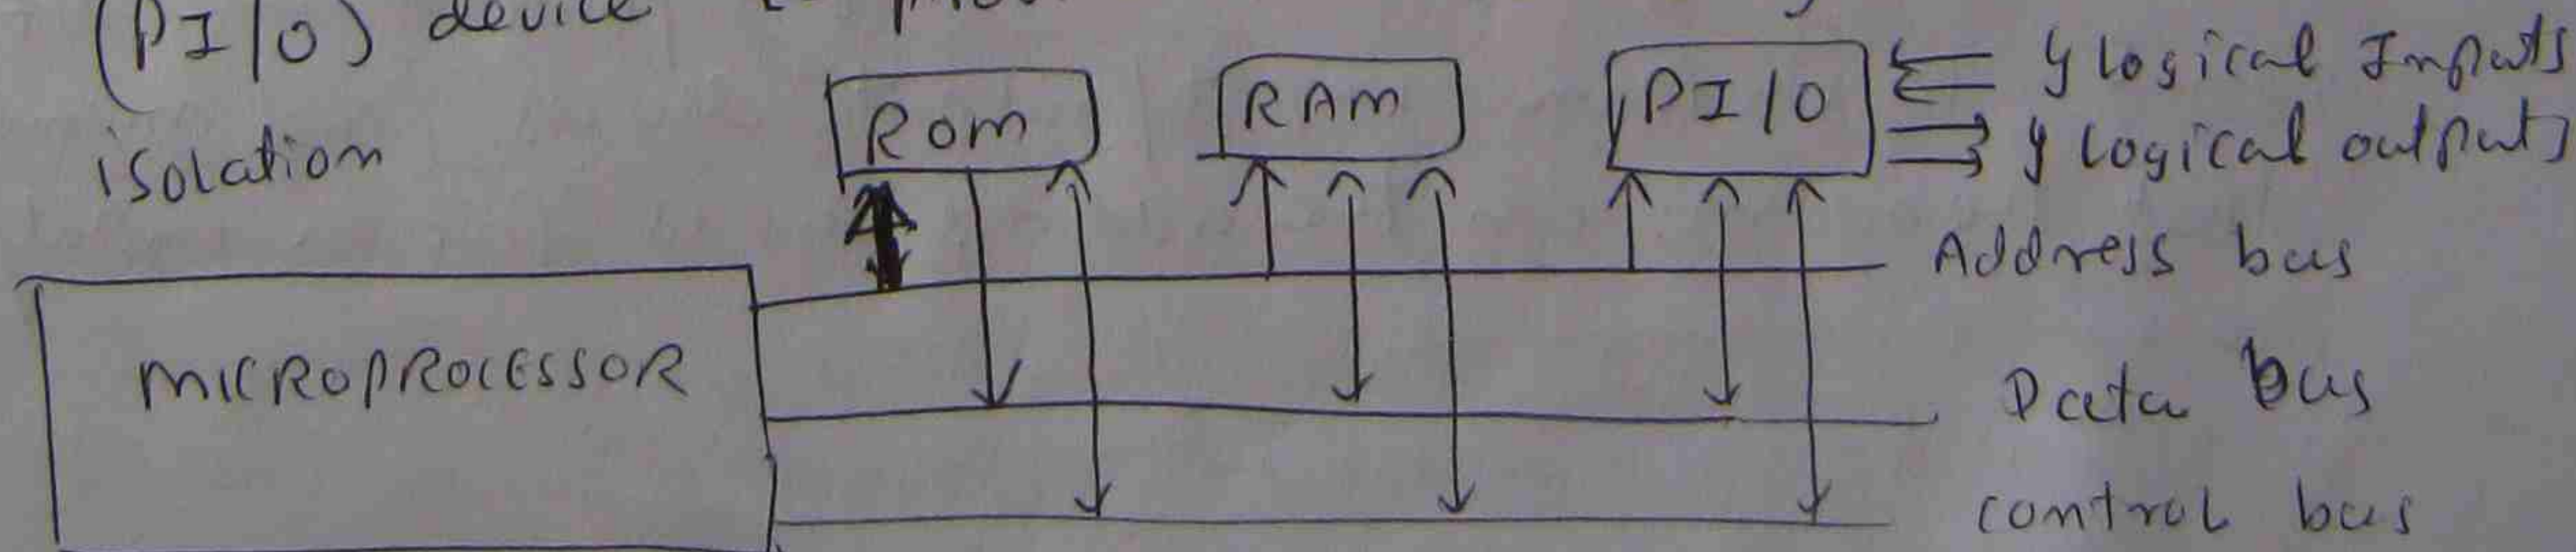 (PI/O) device
isolation
ROM
RAM
PI/O
y Logical Inputs
y Logical outputs
Address bus
MICROPROCESSOR
Data bus
control bus